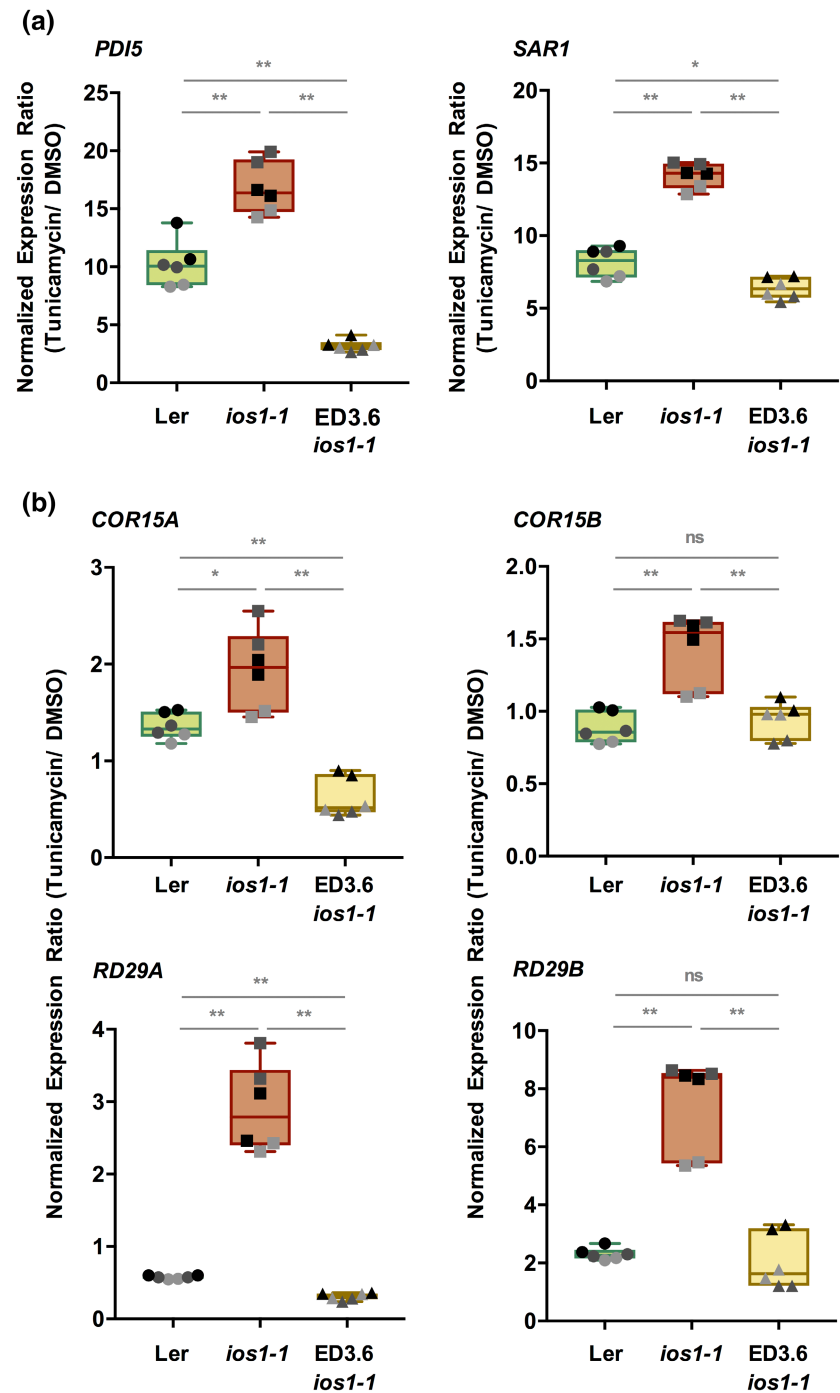 (a)
PDI5
**
** **
Normalized Expression Ratio
(Tunicamycin/ DMSO)
25
20
15
10
5
0
Ler ios1-1 ED3.6
ios1-1
SAR1
*
** **
Normalized Expression Ratio
(Tunicamycin/ DMSO)
20
15
10
5
0
Ler ios1-1 ED3.6
ios1-1
(b)
Normalized Expression Ratio (Tunicamycin/ DMSO)
COR15A
**
* **
3
2
1
0
Ler ios1-1 ED3.6
ios1-1
Normalized Expression Ratio (Tunicamycin/ DMSO)
COR15B
ns
** **
2.0
1.5
1.0
0.5
0.0
Ler ios1-1 ED3.6
ios1-1
RD29A
**
** **
4
3
2
1
0
Ler ios1-1 ED3.6
ios1-1
RD29B
ns
** **
10
8
6
4
2
0
Ler ios1-1 ED3.6
ios1-1